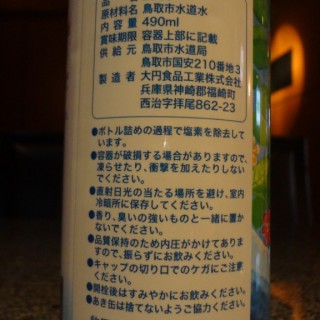 品名
原材料名 鳥取市水道水
内容量 490ml
賞味期限 容器上部に記載
供給元 鳥取市水道局
鳥取市国安210番地3
製造者 大円食品工業株式会社
兵庫県神崎郡福崎町
西治字拝尾862-23
●ボトル詰めの過程で塩素を除去して
います。
●容器が破損する場合がありますので、
凍らせたり、衝撃を加えたりしない
でください。
●直射日光の当たる場所を避け、室内
冷暗所に保存してください。
●香り、臭いの強いものと一緒に置か
ないでください。
●品質保持のため内圧がかけてありま
すので、振らずにお飲みください。
●キャップの切り口でのケガにご注意
ください。
●開栓後はすみやかにお飲みください。
●あき缶は捨てないようご協力ください。